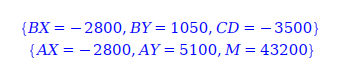 {BX = −2800, BY = 1050, CD = −3500}
{AX = −2800, AY = 5100, M = 43200}